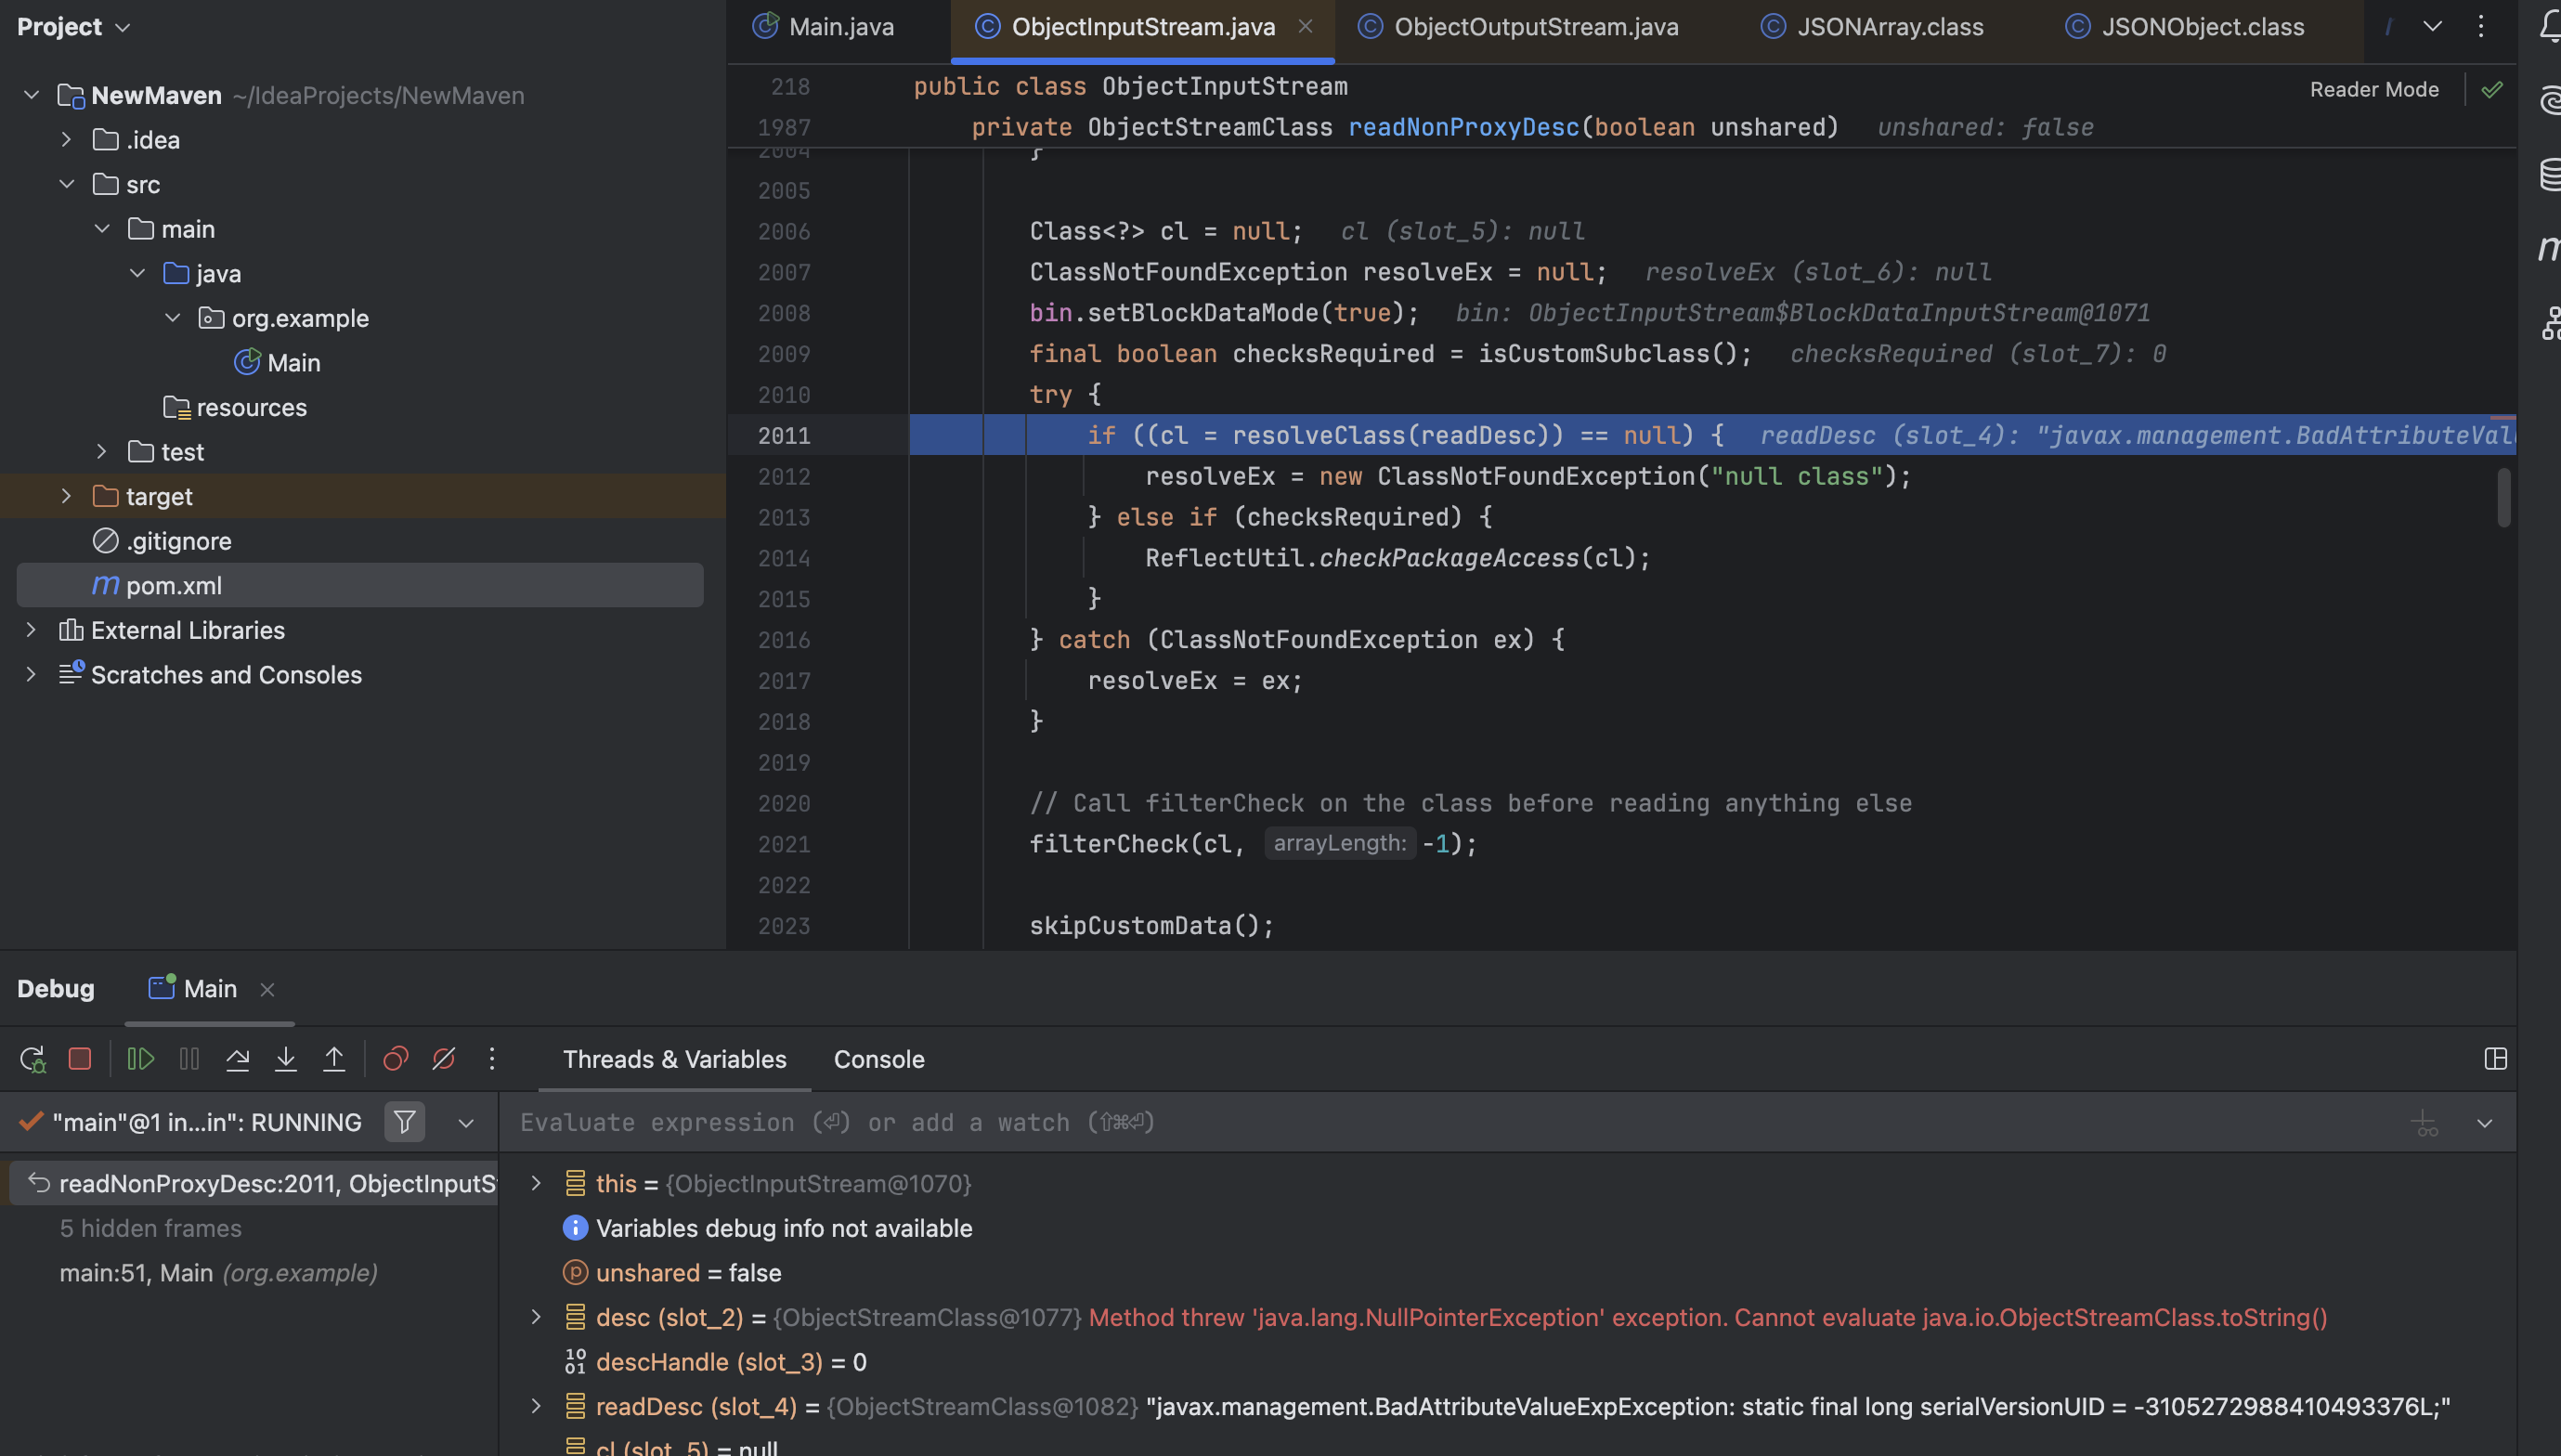 Project
NewMaven ~/IdeaProjects/NewMaven
.idea
src
main
java
org.example
Main
resources
test
target
.gitignore
pom.xml
External Libraries
Scratches and Consoles
Main.java
ObjectInputStream.java
ObjectOutputStream.java
JSONArray.class
JSONObject.class
Reader Mode
218 public class ObjectInputStream
1987 private ObjectStreamClass readNonProxyDesc(boolean unshared) unshared: false
2004 }
2005
2006 Class<?> cl = null; cl (slot_5): null
2007 ClassNotFoundException resolveEx = null; resolveEx (slot_6): null
2008 bin.setBlockDataMode(true); bin: ObjectInputStream$BlockDataInputStream@1071
2009 final boolean checksRequired = isCustomSubclass(); checksRequired (slot_7): 0
2010 try {
2011 if ((cl = resolveClass(readDesc)) == null) { readDesc (slot_4): "javax.management.BadAttributeVal
2012 resolveEx = new ClassNotFoundException("null class");
2013 } else if (checksRequired) {
2014 ReflectUtil.checkPackageAccess(cl);
2015 }
2016 } catch (ClassNotFoundException ex) {
2017 resolveEx = ex;
2018 }
2019
2020 // Call filterCheck on the class before reading anything else
2021 filterCheck(cl, arrayLength: -1);
2022
2023 skipCustomData();
Debug
Main
Threads & Variables
Console
"main"@1 in...in": RUNNING
Evaluate expression (⏎) or add a watch (⇧⌘⏎)
readNonProxyDesc:2011, ObjectInputS
5 hidden frames
main:51, Main (org.example)
this = {ObjectInputStream@1070}
Variables debug info not available
unshared = false
desc (slot_2) = {ObjectStreamClass@1077} Method threw 'java.lang.NullPointerException' exception. Cannot evaluate java.io.ObjectStreamClass.toString()
descHandle (slot_3) = 0
readDesc (slot_4) = {ObjectStreamClass@1082} "javax.management.BadAttributeValueExpException: static final long serialVersionUID = -3105272988410493376L;"
cl (slot_5) = null